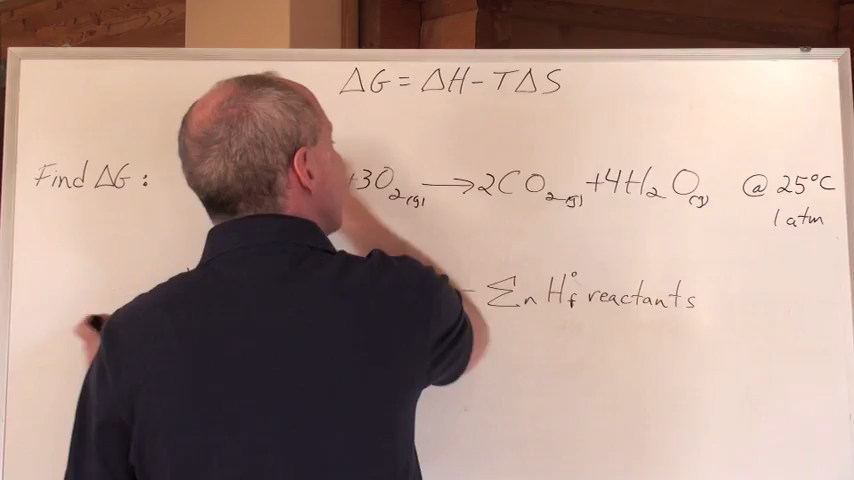 ΔG = ΔH - TΔS
Find ΔG: +3O₂(g) → 2CO₂(g) + 4H₂O(g) @ 25°C
1 atm
- Σn H°f reactants